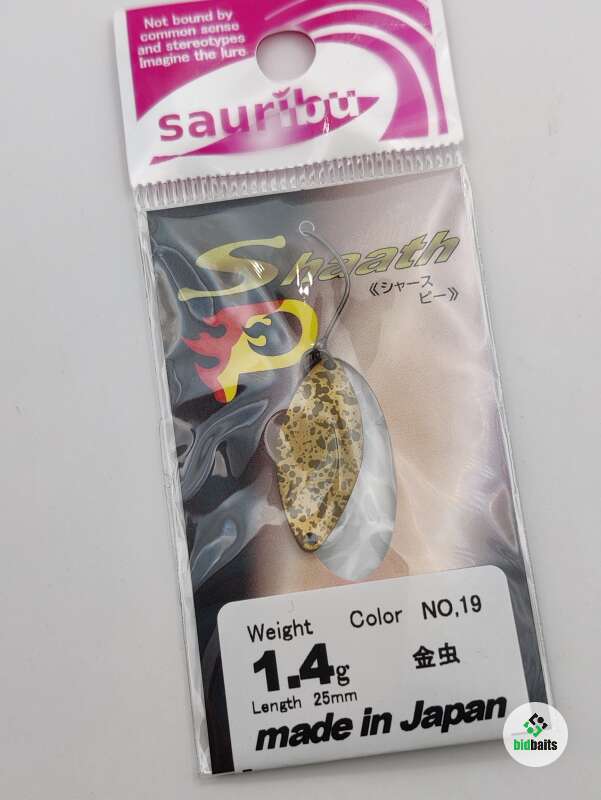 Not bound by
common sense
and stereotypes
Imagine the lure
sauribu
Shaath
《シャース
ピー》
P
Weight
Color NO,19
1.4g
金虫
Length 25mm
made in Japan
bidbaits